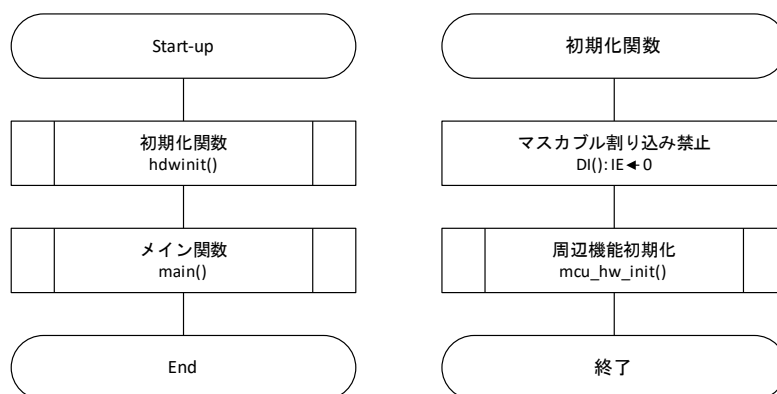 Start-up
初期化関数
hdwinit()
メイン関数
main()
End
初期化関数
マスカブル割り込み禁止
DI(): IE ← 0
周辺機能初期化
mcu_hw_init()
終了